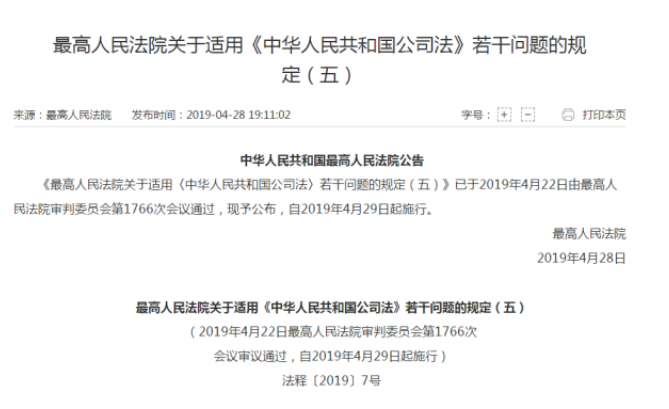 最高人民法院关于适用《中华人民共和国公司法》若干问题的规
定（五）
来源：最高人民法院 发布时间：2019-04-28 19:11:02 字号： + - 打印本页
中华人民共和国最高人民法院公告
《最高人民法院关于适用〈中华人民共和国公司法〉若干问题的规定（五）》已于2019年4月22日由最高人
民法院审判委员会第1766次会议通过，现予公布，自2019年4月29日起施行。
最高人民法院
2019年4月28日
最高人民法院关于适用《中华人民共和国公司法》若干问题的规定（五）
（2019年4月22日最高人民法院审判委员会第1766次
会议审议通过，自2019年4月29日起施行）
法释〔2019〕7号